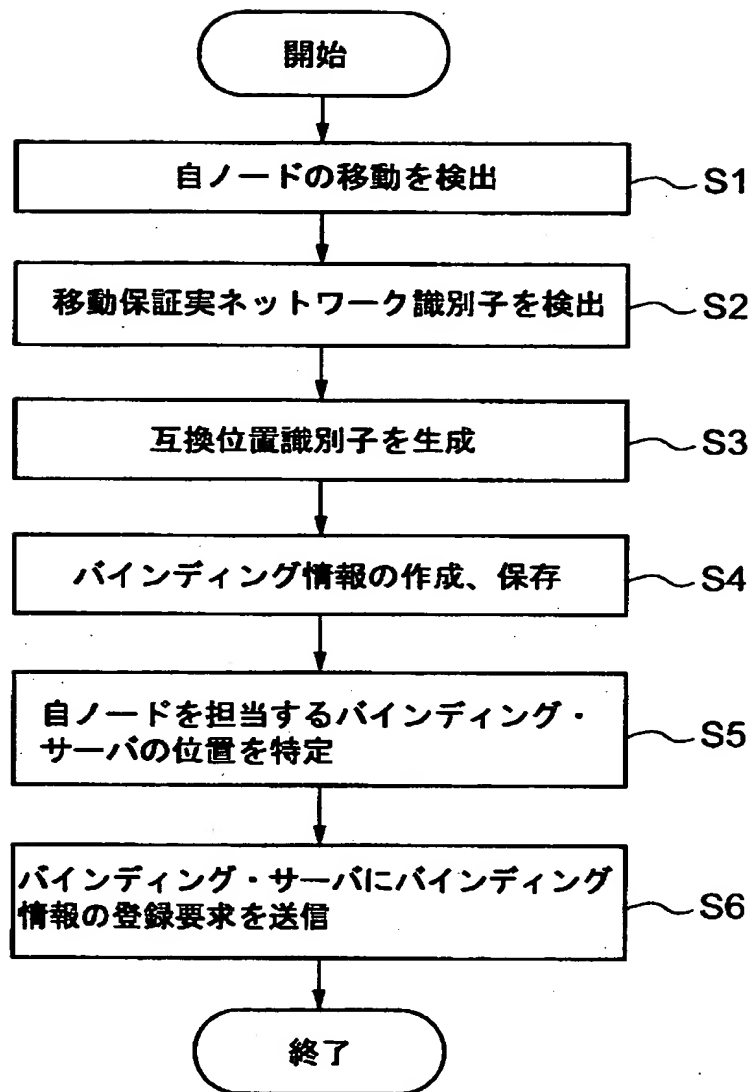 開始
自ノードの移動を検出
S1
移動保証実ネットワーク識別子を検出
S2
互換位置識別子を生成
S3
バインディング情報の作成、保存
S4
自ノードを担当するバインディング・
サーバの位置を特定
S5
バインディング・サーバにバインディング
情報の登録要求を送信
S6
終了